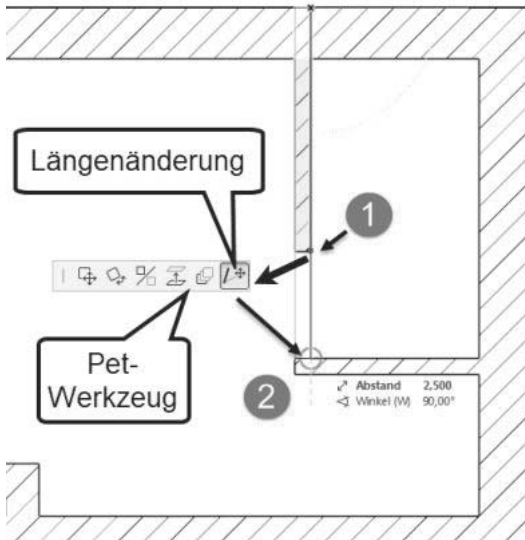 Längenänderung
1
Pet-
Werkzeug
2
Abstand 2,500
Winkel (W) 90,00°